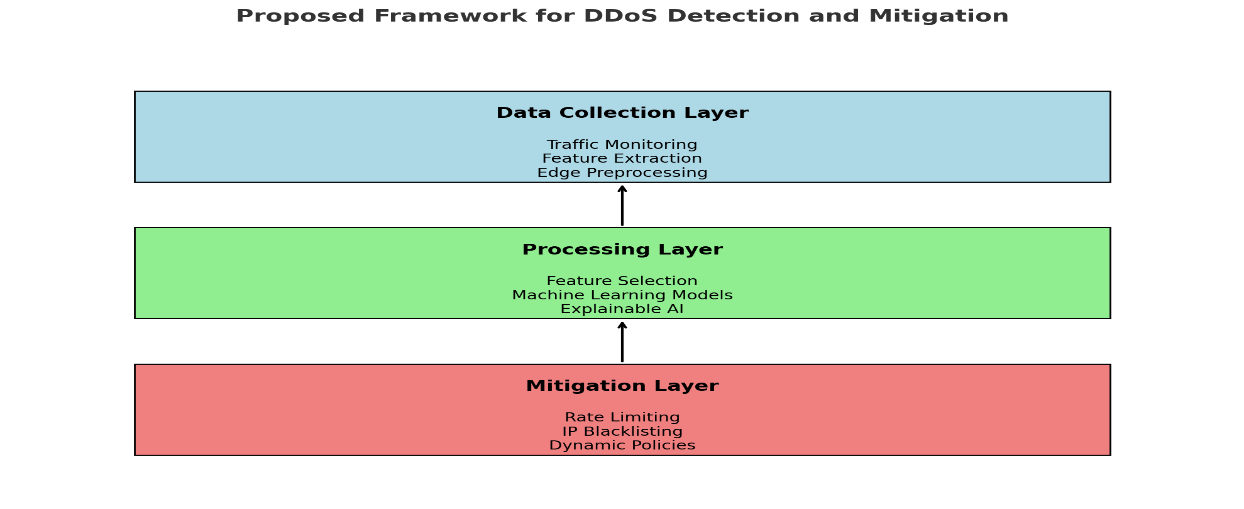 Proposed Framework for DDoS Detection and Mitigation
Data Collection Layer
Traffic Monitoring
Feature Extraction
Edge Preprocessing
Processing Layer
Feature Selection
Machine Learning Models
Explainable AI
Mitigation Layer
Rate Limiting
IP Blacklisting
Dynamic Policies